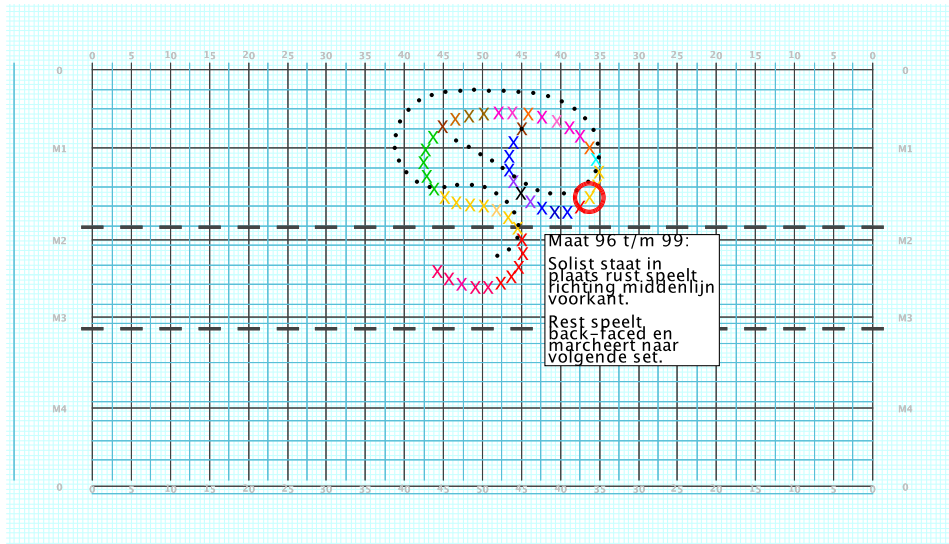 0 5 10 15 20 25 30 35 40 45 50 45 40 35 30 25 20 15 10 5 0
0 0
M1 M1
M2 M2
Maat 96 t/m 99:
Solist staat in
plaats rust speelt
richting middenlijn
voorkant.
Rest speelt
back-faced en
marcheert naar
volgende set.
M3 M3
M4 M4
0 0
0 5 10 15 20 25 30 35 40 45 50 45 40 35 30 25 20 15 10 5 0